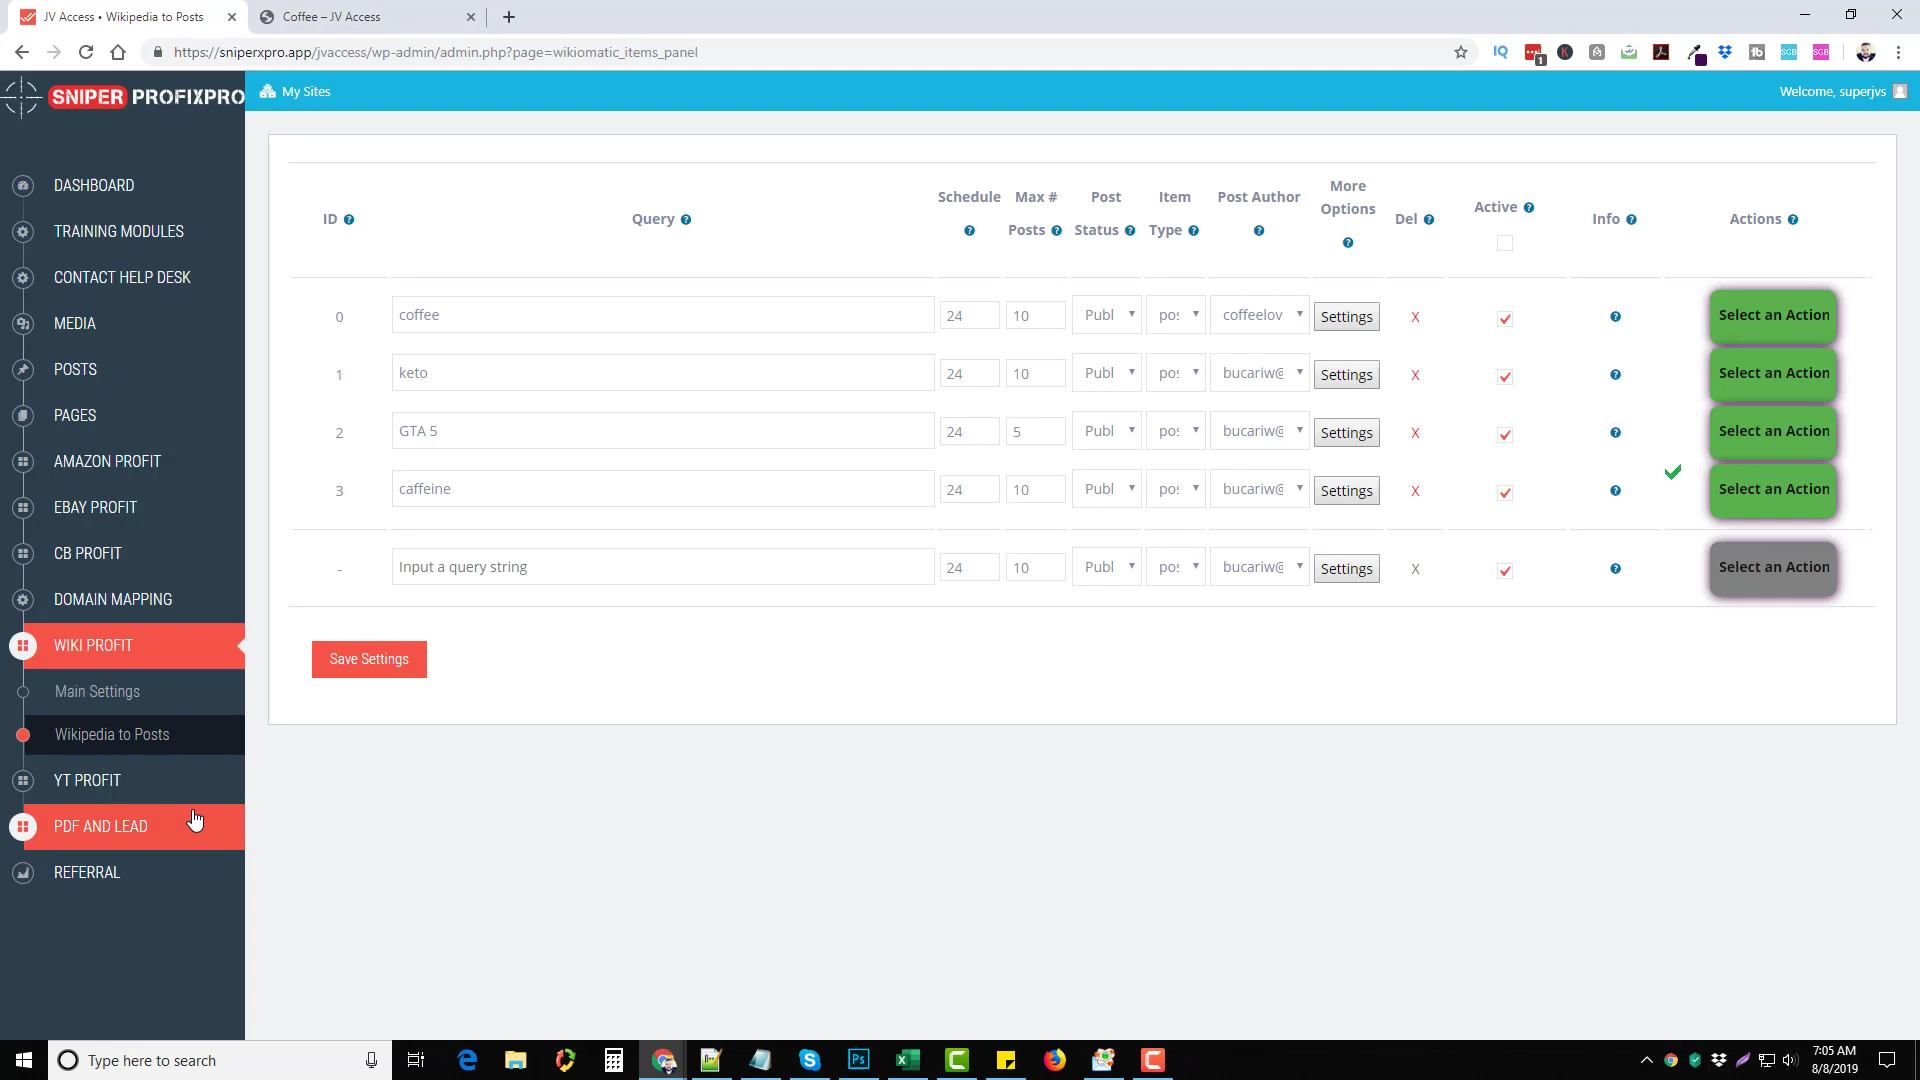 JV Access • Wikipedia to Posts
Coffee – JV Access
https://sniperxpro.app/jvaccess/wp-admin/admin.php?page=wikiomatic_items_panel
SNIPER PROFIXPRO
My Sites
Welcome, superjvs
DASHBOARD
TRAINING MODULES
CONTACT HELP DESK
MEDIA
POSTS
PAGES
AMAZON PROFIT
EBAY PROFIT
CB PROFIT
DOMAIN MAPPING
WIKI PROFIT
Main Settings
Wikipedia to Posts
YT PROFIT
PDF AND LEAD
REFERRAL
ID Query Schedule Max # Posts Post Status Item Type Post Author More Options Del Active Info Actions
0 coffee 24 10 Publ pos coffeelov Settings X Select an Action
1 keto 24 10 Publ pos bucariw@ Settings X Select an Action
2 GTA 5 24 5 Publ pos bucariw@ Settings X Select an Action
3 caffeine 24 10 Publ pos bucariw@ Settings X Select an Action
- Input a query string 24 10 Publ pos bucariw@ Settings X Select an Action
Save Settings
Type here to search
7:05 AM
8/8/2019